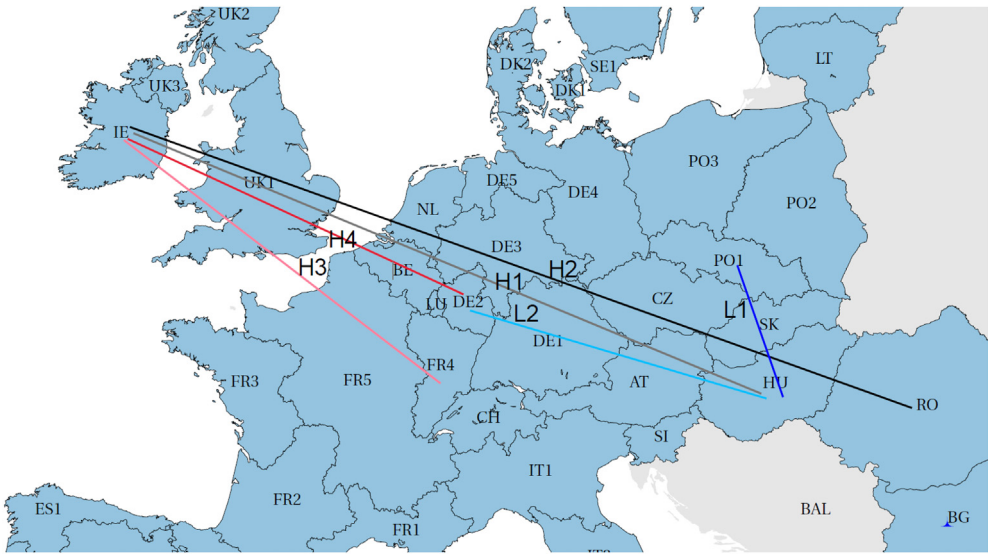 UK2
LT
DK2
SE1
UK3
DK1
IE
PO3
UK1
DE5
DE4
PO2
NL
H4
DE3
H3
BE
H2
PO1
H1
CZ
LU
DE2
L2
L1
SK
DE1
FR4
FR3
FR5
AT
HU
RO
CH
SI
IT1
FR2
ES1
BAL
BG
FR1